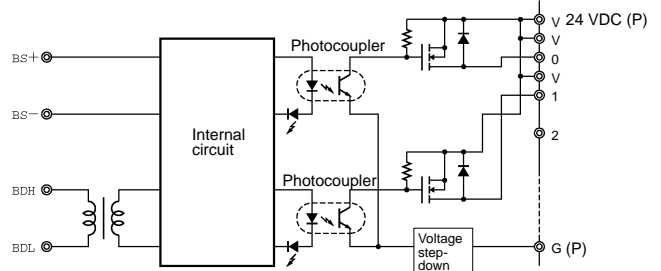 V 24 VDC (P)
V
Photocoupler
BS+
0
V
1
BS−
Internal
circuit
2
Photocoupler
BDH
BDL
Voltage
step-
down
G (P)